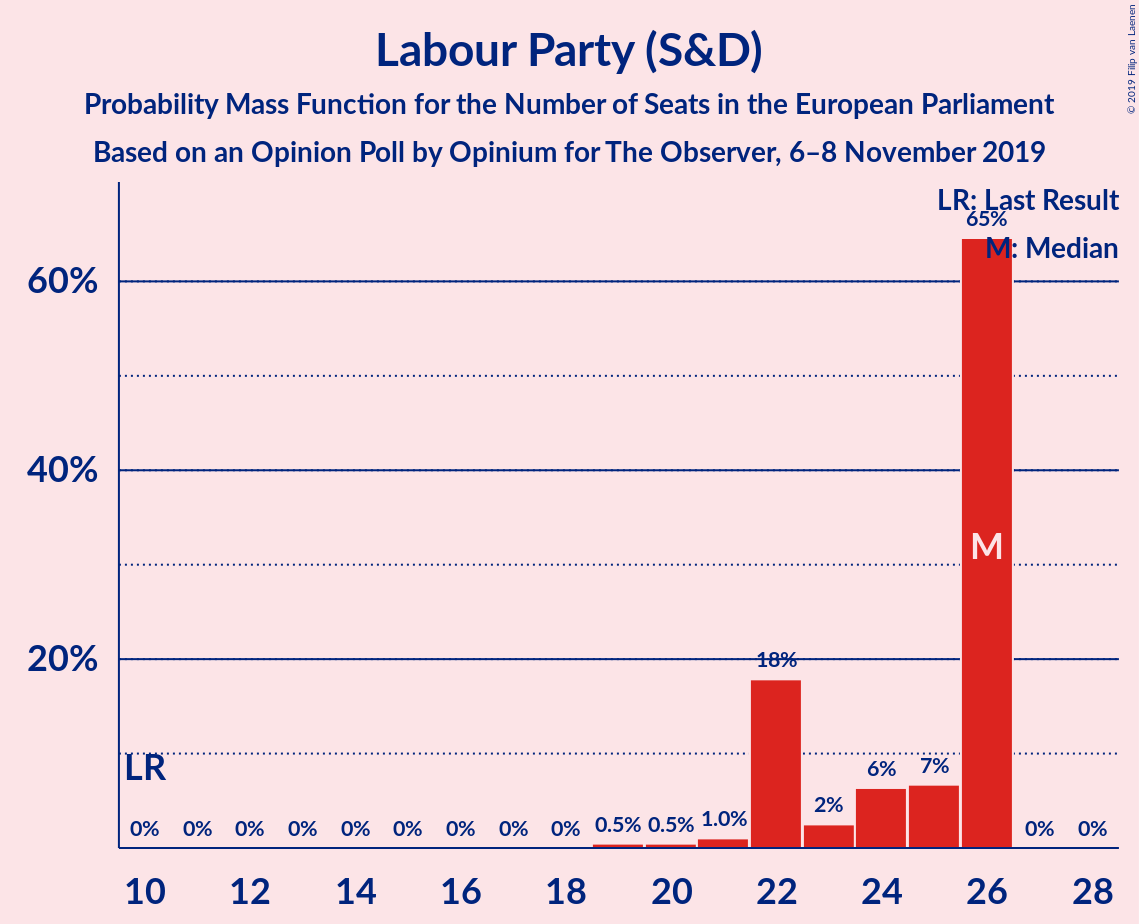 Labour Party (S&D)
Probability Mass Function for the Number of Seats in the European Parliament
Based on an Opinion Poll by Opinium for The Observer, 6–8 November 2019
© 2019 Filip van Laenen
LR: Last Result
M: Median
65%
60%
40%
20%
M
LR
0% 0% 0% 0% 0% 0% 0% 0% 0% 0.5% 0.5% 1.0% 18% 2% 6% 7% 0% 0%
10 12 14 16 18 20 22 24 26 28